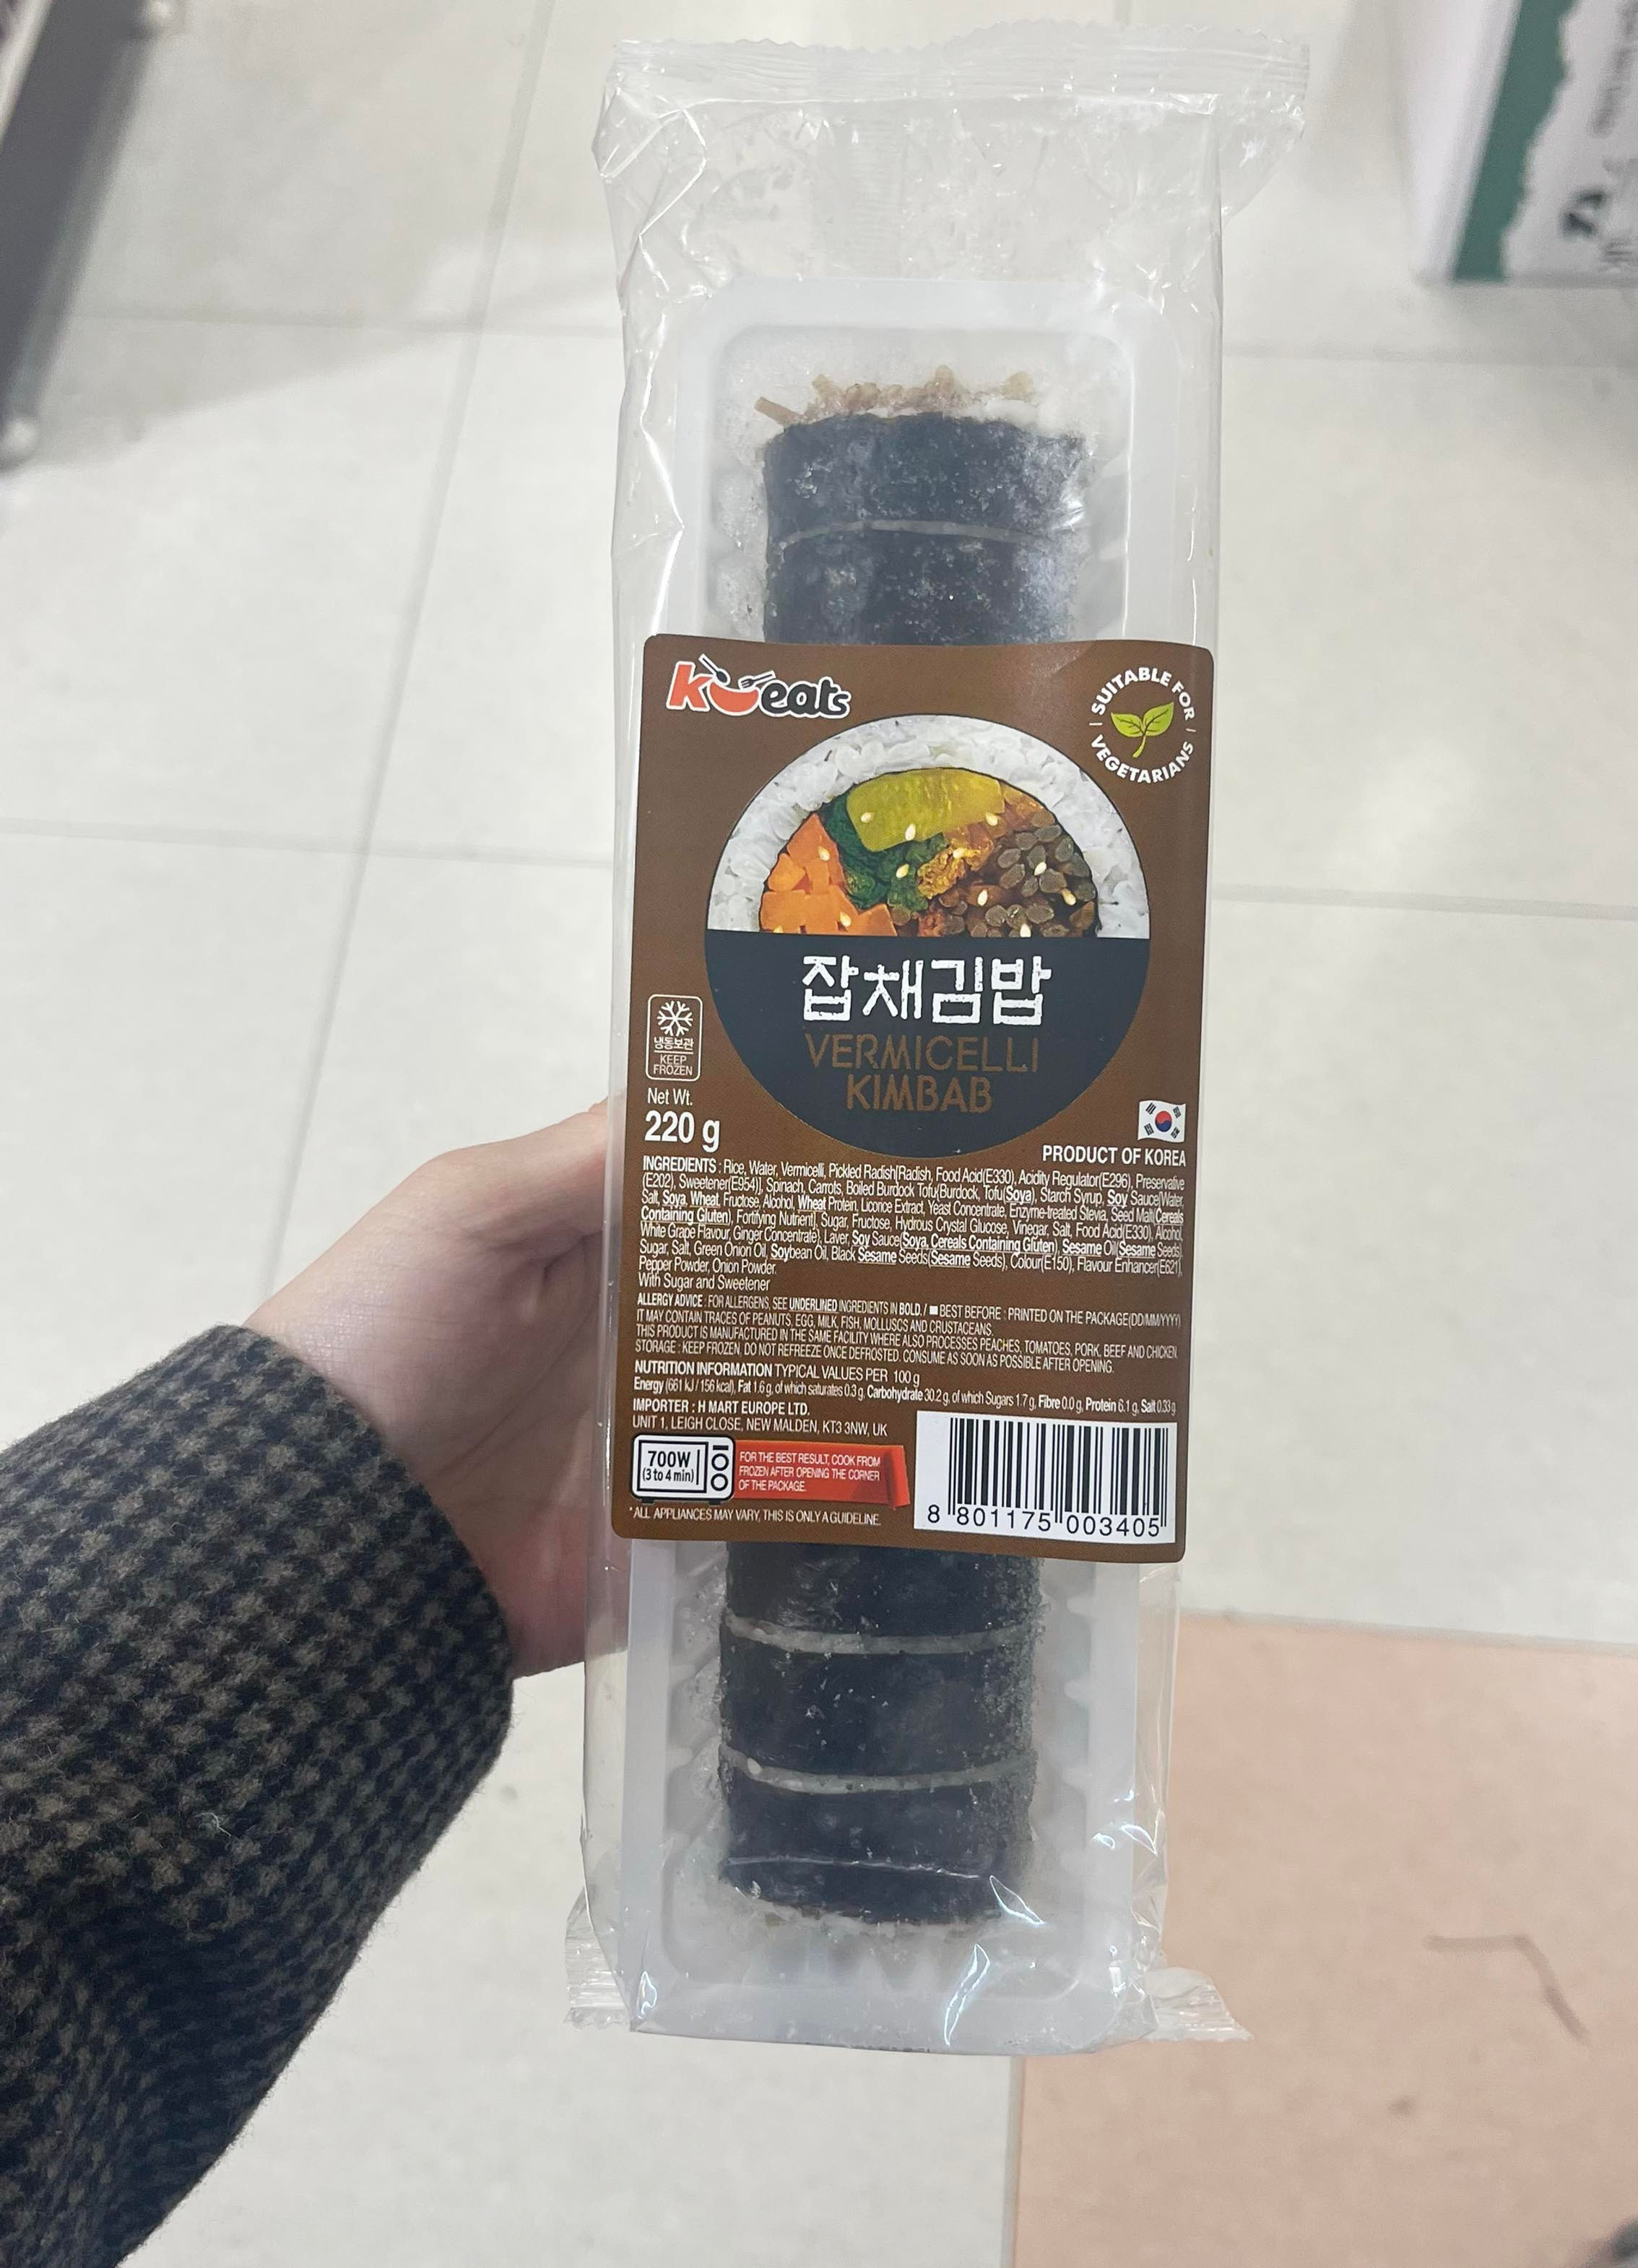 K eats
SUITABLE FOR
VEGETARIANS
잡채김밥
VERMICELLI
KIMBAB
냉동보관
KEEP
FROZEN
Net Wt.
220 g
PRODUCT OF KOREA
INGREDIENTS : Rice, Water, Vermicelli, Pickled Radish[Radish, Food Acid(E330), Acidity Regulator(E296), Preservative
(E202), Sweetener(E954)], Spinach, Carrots, Boiled Burdock Tofu(Burdock, Tofu(Soya), Starch Syrup, Soy Sauce[Water,
Salt, Soya, Wheat, Fructose, Alcohol, Wheat Protein, Licorice Extract, Yeast Concentrate, Enzyme-treated Stevia, Seed Malt(Cereals
Containing Gluten), Fortifying Nutrient], Sugar, Fructose, Hydrous Crystal Glucose, Vinegar, Salt, Food Acid(E330), Alcohol,
White Grape Flavour, Ginger Concentrate), Laver, Soy Sauce(Soya, Cereals Containing Gluten), Sesame Oil(Sesame Seeds),
Sugar, Salt, Green Onion Oil, Soybean Oil, Black Sesame Seeds(Sesame Seeds), Colour(E150), Flavour Enhancer(E621),
Pepper Powder, Onion Powder.
With Sugar and Sweetener
ALLERGY ADVICE : FOR ALLERGENS, SEE UNDERLINED INGREDIENTS IN BOLD. / ■ BEST BEFORE : PRINTED ON THE PACKAGE(DD/MM/YYYY)
IT MAY CONTAIN TRACES OF PEANUTS, EGG, MILK, FISH, MOLLUSCS AND CRUSTACEANS.
THIS PRODUCT IS MANUFACTURED IN THE SAME FACILITY WHERE ALSO PROCESSES PEACHES, TOMATOES, PORK, BEEF AND CHICKEN.
STORAGE : KEEP FROZEN. DO NOT REFREEZE ONCE DEFROSTED. CONSUME AS SOON AS POSSIBLE AFTER OPENING.
NUTRITION INFORMATION TYPICAL VALUES PER 100 g
Energy (661 kJ / 156 kcal), Fat 1.6 g, of which saturates 0.3 g, Carbohydrate 30.2 g, of which Sugars 1.7 g, Fibre 0.0 g, Protein 6.1 g, Salt 0.33 g
IMPORTER : H MART EUROPE LTD.
UNIT 1, LEIGH CLOSE, NEW MALDEN, KT3 3NW, UK
700W
(3 to 4 min)
FOR THE BEST RESULT, COOK FROM
FROZEN AFTER OPENING THE CORNER
OF THE PACKAGE.
*ALL APPLIANCES MAY VARY, THIS IS ONLY A GUIDELINE.
8 801175 003405